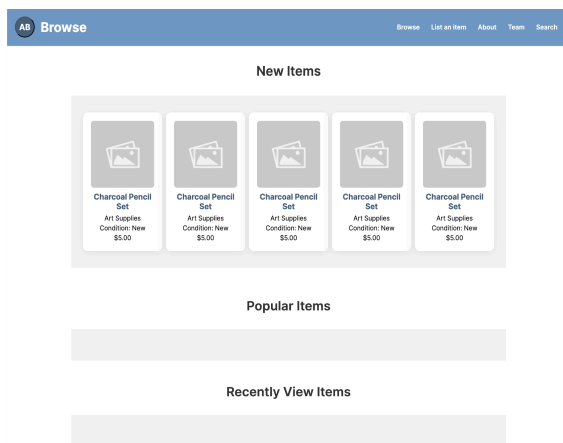 AB Browse Browse List an Item About Team Search
New Items
Charcoal Pencil Set
Art Supplies
Condition: New
$5.00
Charcoal Pencil Set
Art Supplies
Condition: New
$5.00
Charcoal Pencil Set
Art Supplies
Condition: New
$5.00
Charcoal Pencil Set
Art Supplies
Condition: New
$5.00
Charcoal Pencil Set
Art Supplies
Condition: New
$5.00
Popular Items
Recently View Items